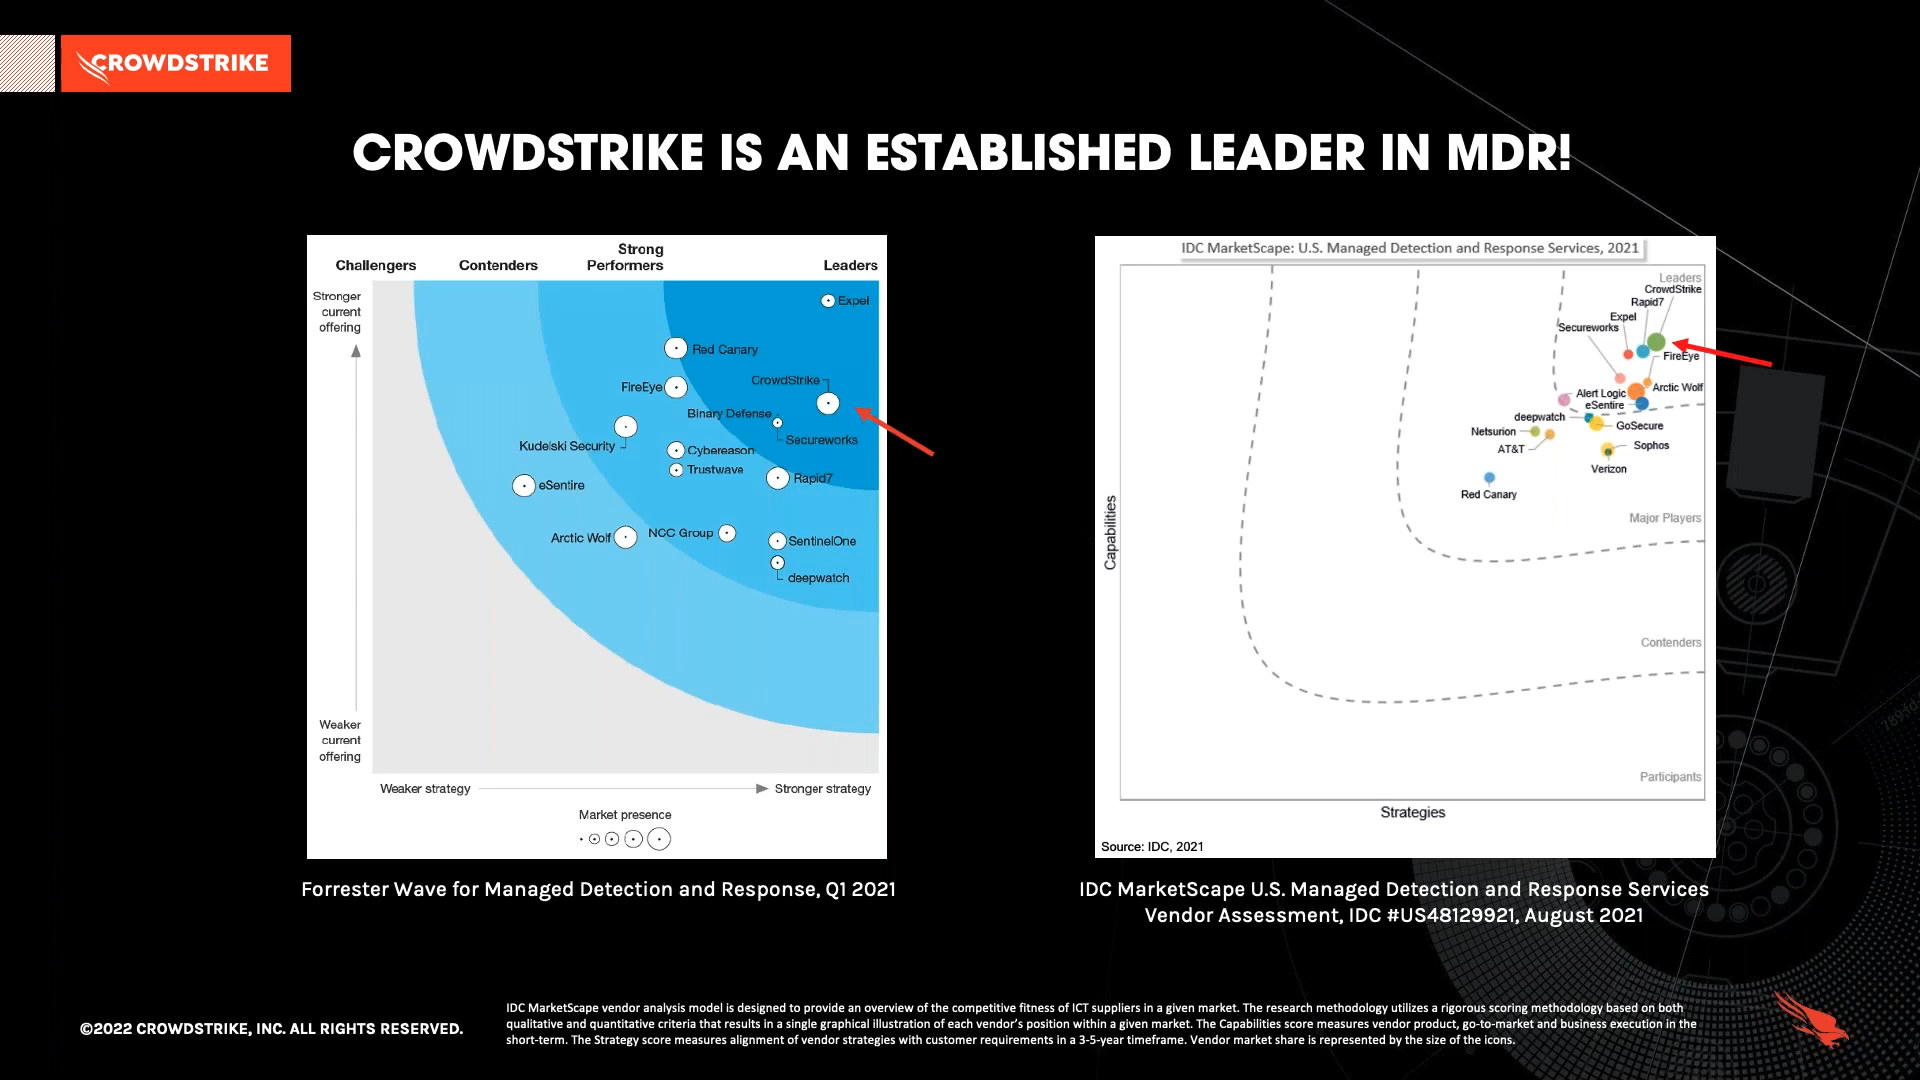 CROWDSTRIKE
CROWDSTRIKE IS AN ESTABLISHED LEADER IN MDR!
Challengers
Contenders
Strong
Performers
Leaders
Stronger
current
offering
Expel
Red Canary
CrowdStrike
FireEye
Binary Defense
Secureworks
Kudelski Security
Cybereason
Trustwave
Rapid7
eSentire
Arctic Wolf
NCC Group
SentinelOne
deepwatch
Weaker
current
offering
Weaker strategy
Stronger strategy
Market presence
Forrester Wave for Managed Detection and Response, Q1 2021
IDC MarketScape: U.S. Managed Detection and Response Services, 2021
Leaders
CrowdStrike
Rapid7
Expel
Secureworks
FireEye
Arctic Wolf
Alert Logic
eSentire
deepwatch
GoSecure
Netsurion
AT&T
Sophos
Verizon
Red Canary
Major Players
Capabilities
Contenders
Participants
Strategies
Source: IDC, 2021
IDC MarketScape U.S. Managed Detection and Response Services
Vendor Assessment, IDC #US48129921, August 2021
©2022 CROWDSTRIKE, INC. ALL RIGHTS RESERVED.
IDC MarketScape vendor analysis model is designed to provide an overview of the competitive fitness of ICT suppliers in a given market. The research methodology utilizes a rigorous scoring methodology based on both
qualitative and quantitative criteria that results in a single graphical illustration of each vendor's position within a given market. The Capabilities score measures vendor product, go-to-market and business execution in the
short-term. The Strategy score measures alignment of vendor strategies with customer requirements in a 3-5-year timeframe. Vendor market share is represented by the size of the icons.